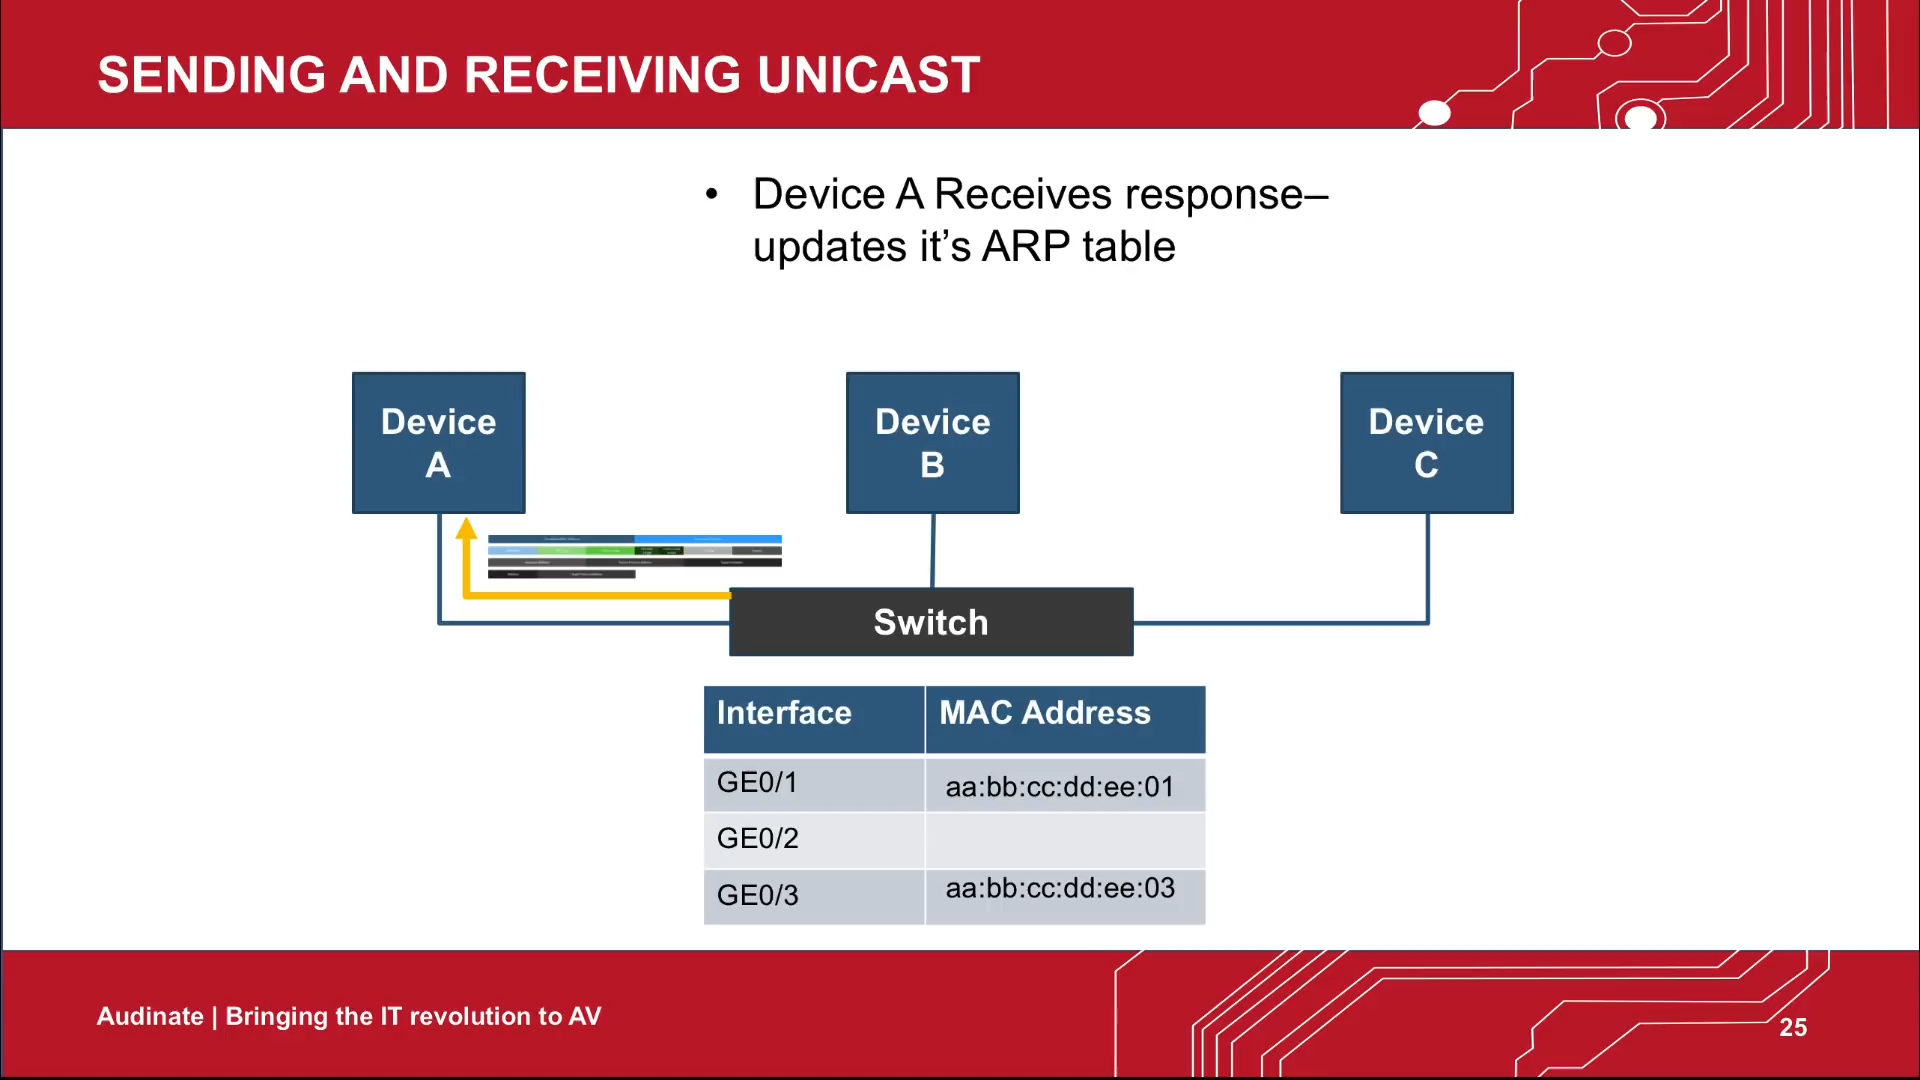 SENDING AND RECEIVING UNICAST
• Device A Receives response–
updates it’s ARP table
Device
A
Device
B
Device
C
Switch
Interface MAC Address
GE0/1 aa:bb:cc:dd:ee:01
GE0/2
GE0/3 aa:bb:cc:dd:ee:03
Audinate | Bringing the IT revolution to AV
25